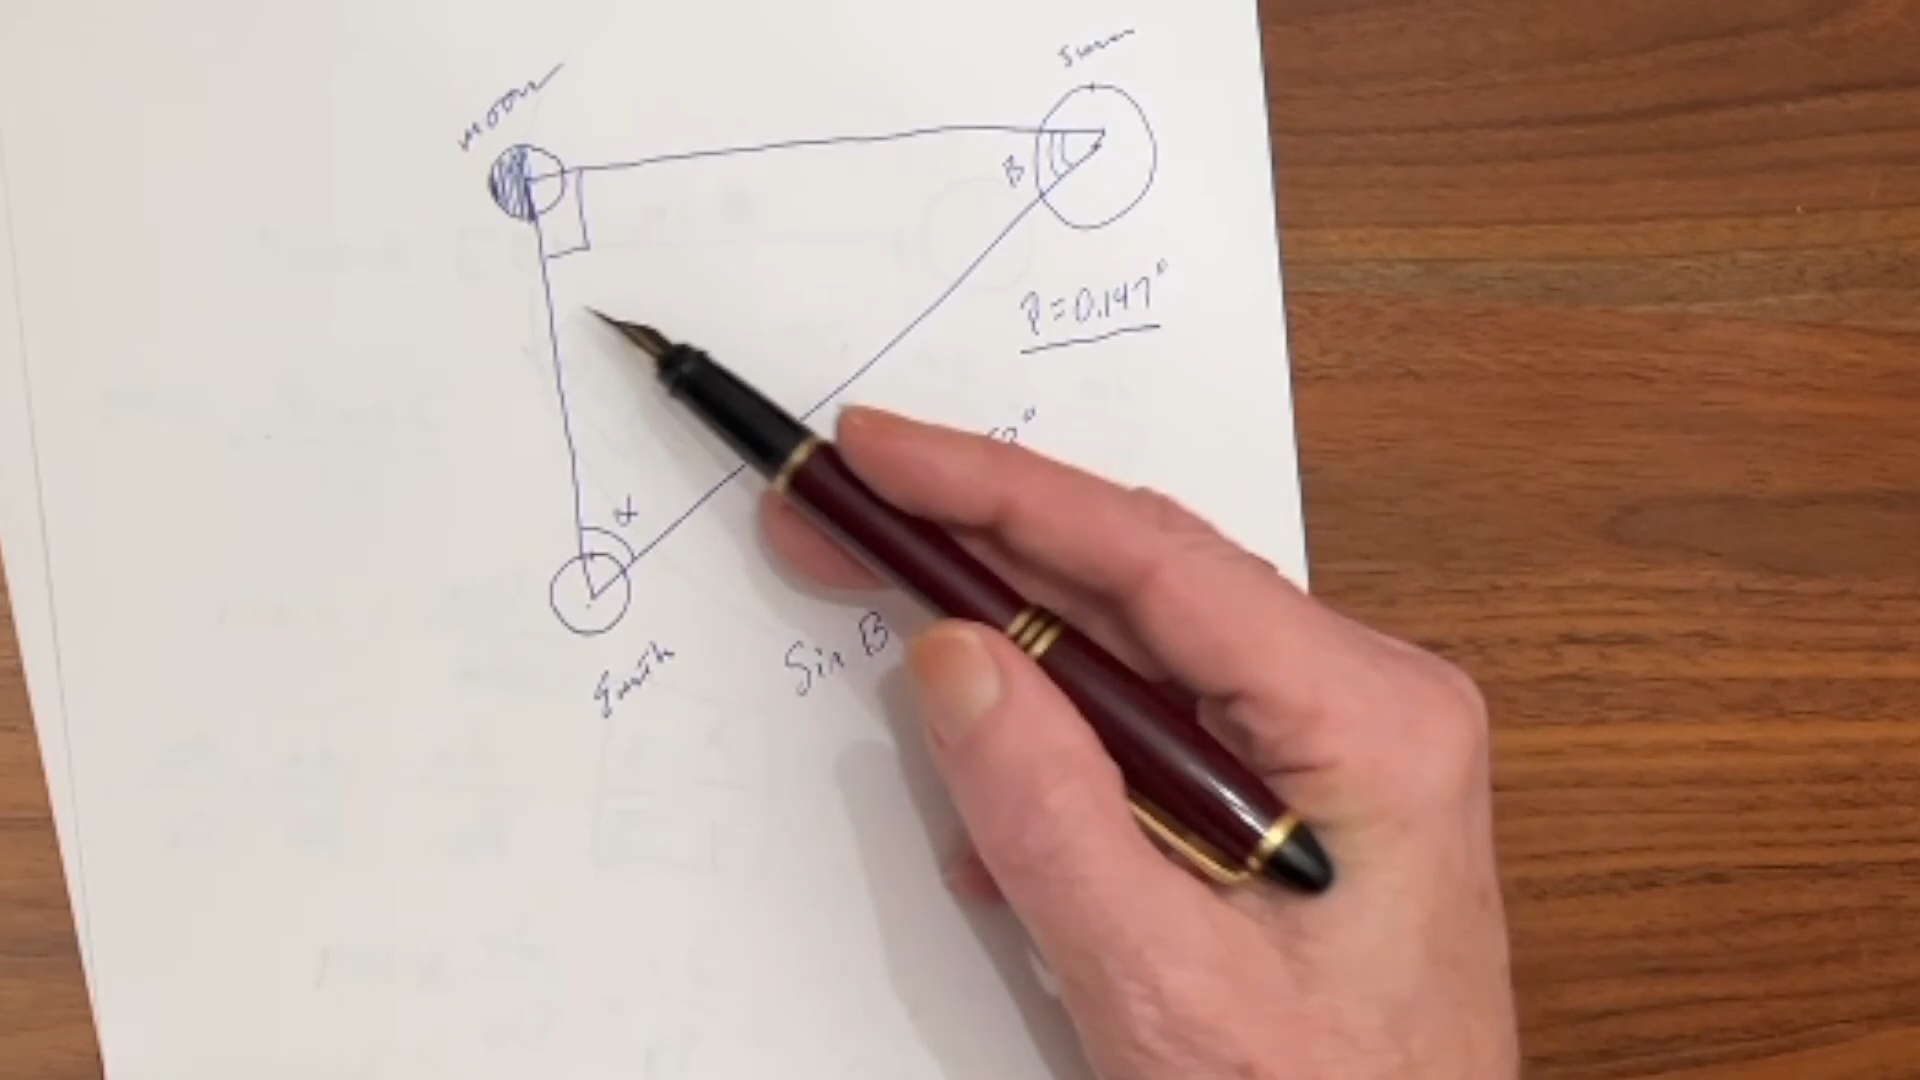 moon
sun
B
β=0.147°
α
Earth
Sin B